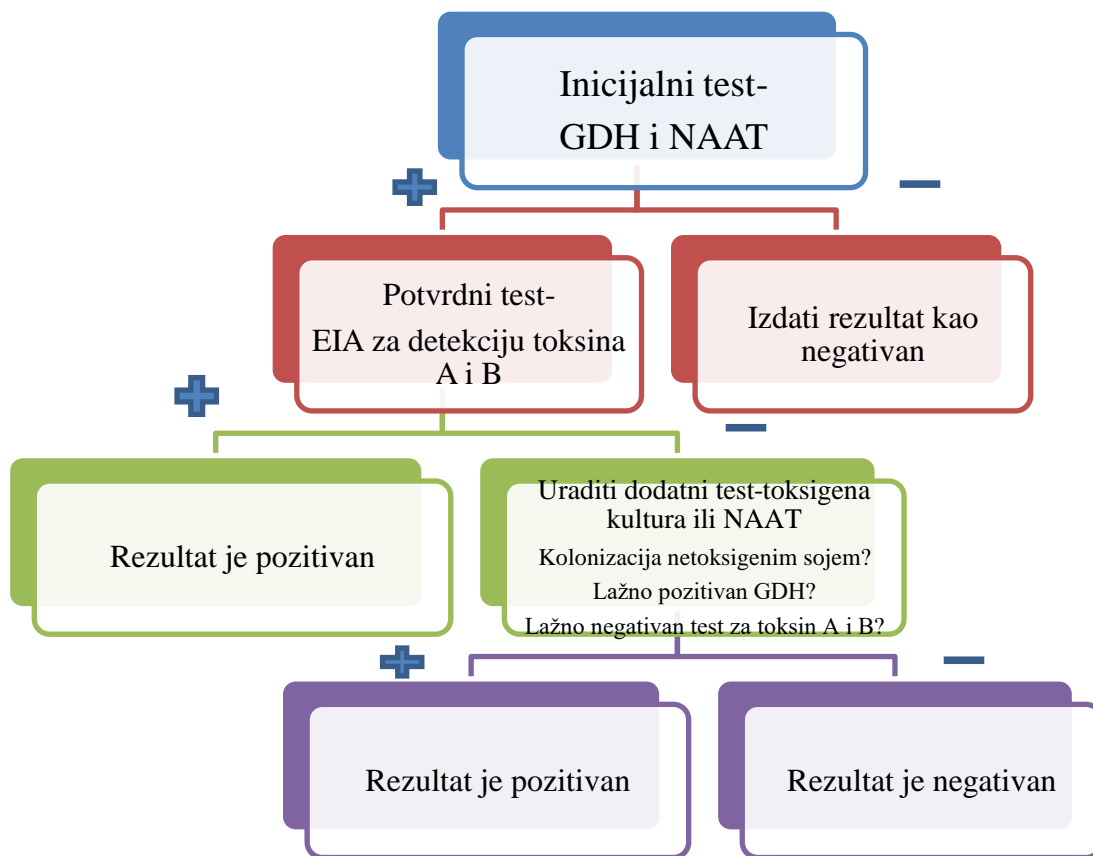 Inicijalni test-
GDH i NAAT
Potvrdni test-
EIA za detekciju toksina
A i B
Izdati rezultat kao
negativan
Rezultat je pozitivan
Uraditi dodatni test-toksigena
kultura ili NAAT
Kolonizacija netoksigenim sojem?
Lažno pozitivan GDH?
Lažno negativan test za toksin A i B?
Rezultat je pozitivan
Rezultat je negativan